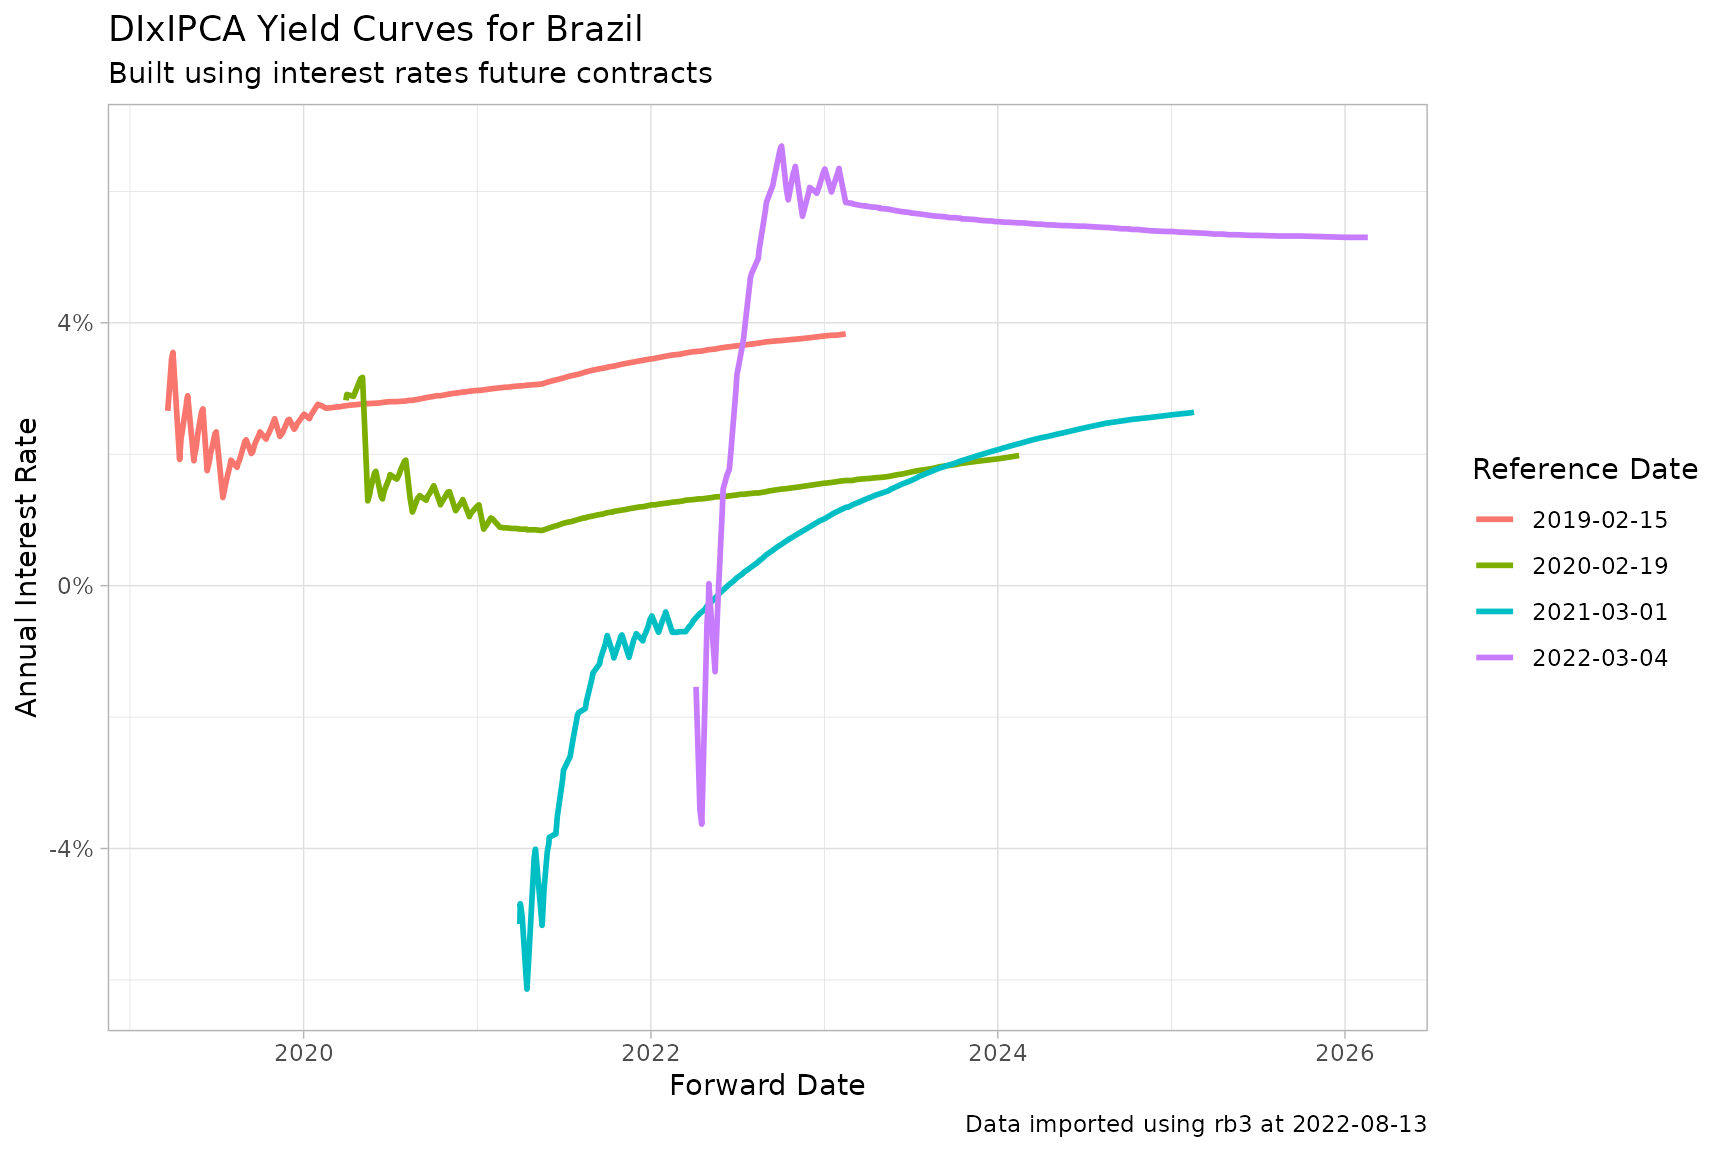 DIxIPCA Yield Curves for Brazil
Built using interest rates future contracts
Annual Interest Rate
4%
0%
-4%
2020
2022
2024
2026
Forward Date
Reference Date
2019-02-15
2020-02-19
2021-03-01
2022-03-04
Data imported using rb3 at 2022-08-13